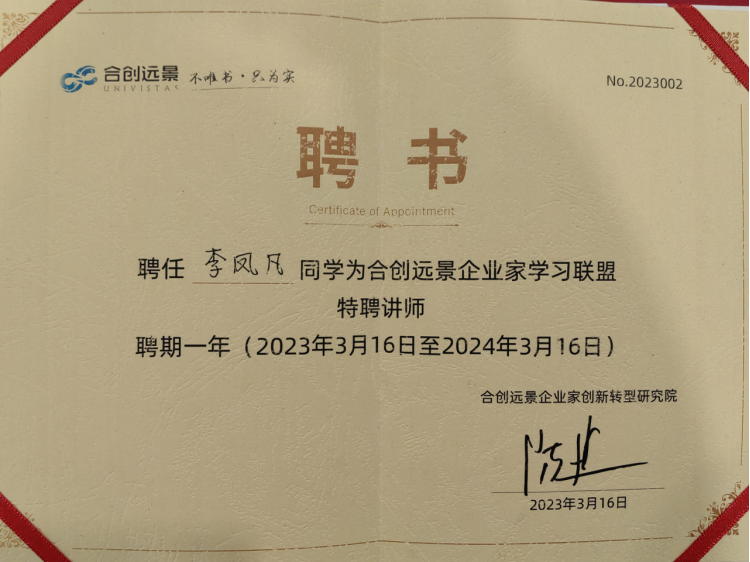 合创远景 不唯书·只为实
UNIVISTAS
No.2023002
聘书
Certificate of Appointment
聘任 李凤凡 同学为合创远景企业家学习联盟
特聘讲师
聘期一年（2023年3月16日至2024年3月16日）
合创远景企业家创新转型研究院
2023年3月16日